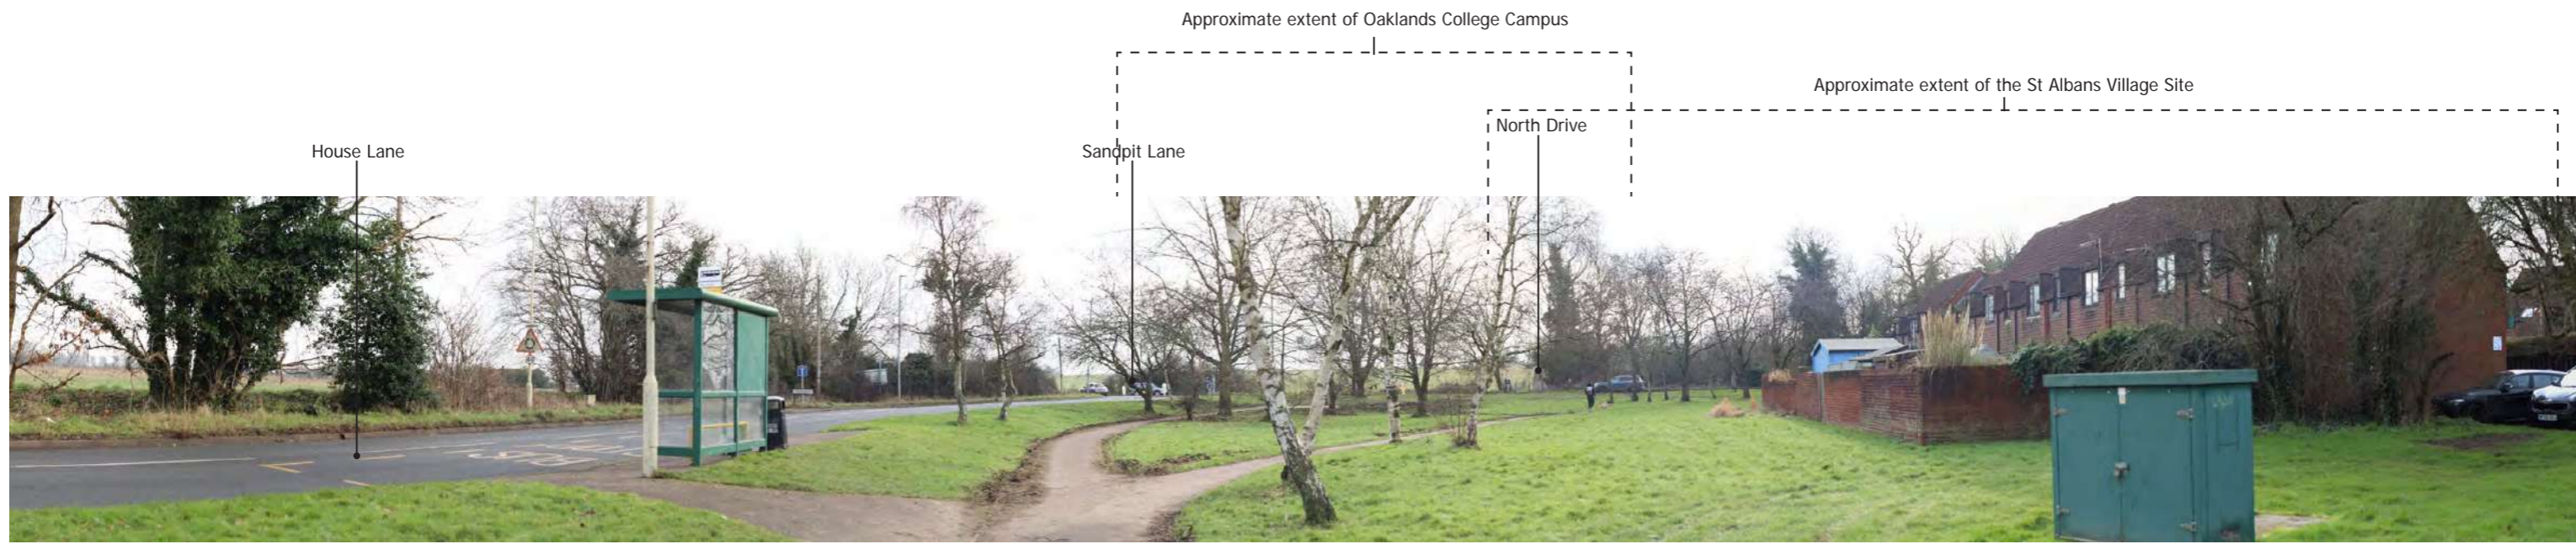 Approximate extent of Oaklands College Campus
Approximate extent of the St Albans Village Site
North Drive
House Lane
Sandpit Lane